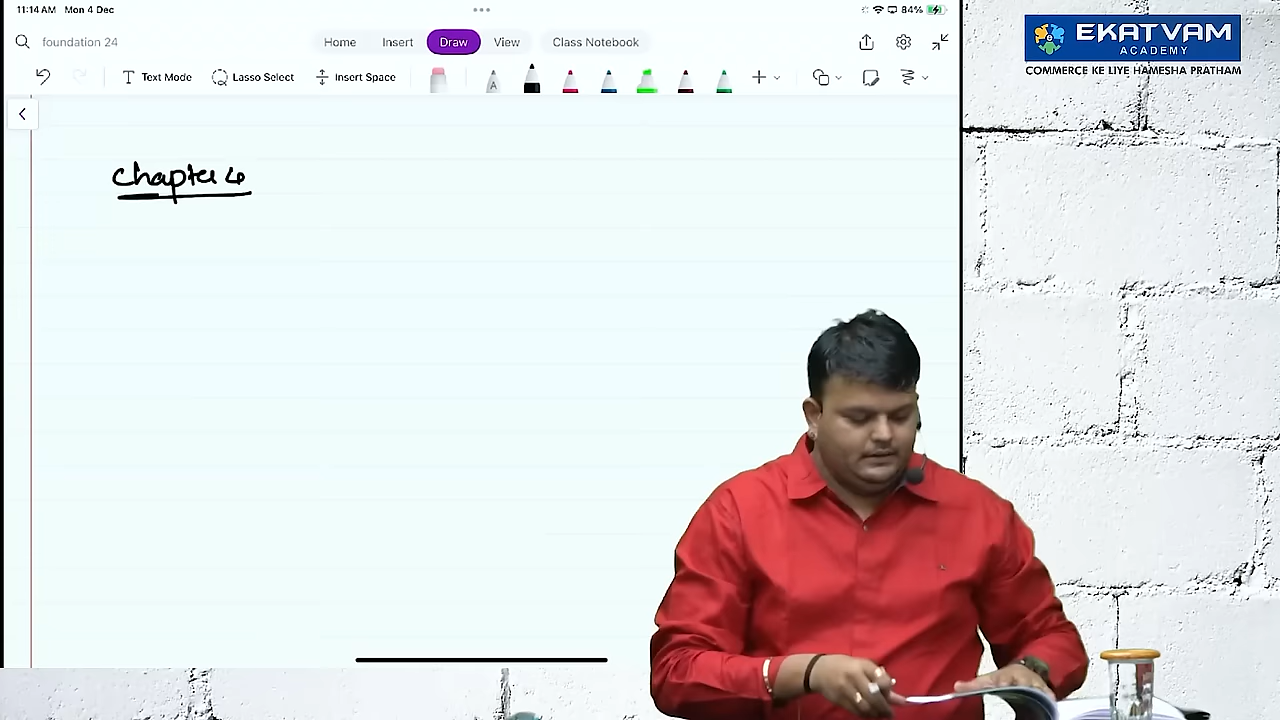 11:14 AM Mon 4 Dec
84%
foundation 24
Home Insert Draw View Class Notebook
Text Mode Lasso Select Insert Space
A
Chapter 4
EKATVAM
ACADEMY
COMMERCE KE LIYE HAMESHA PRATHAM